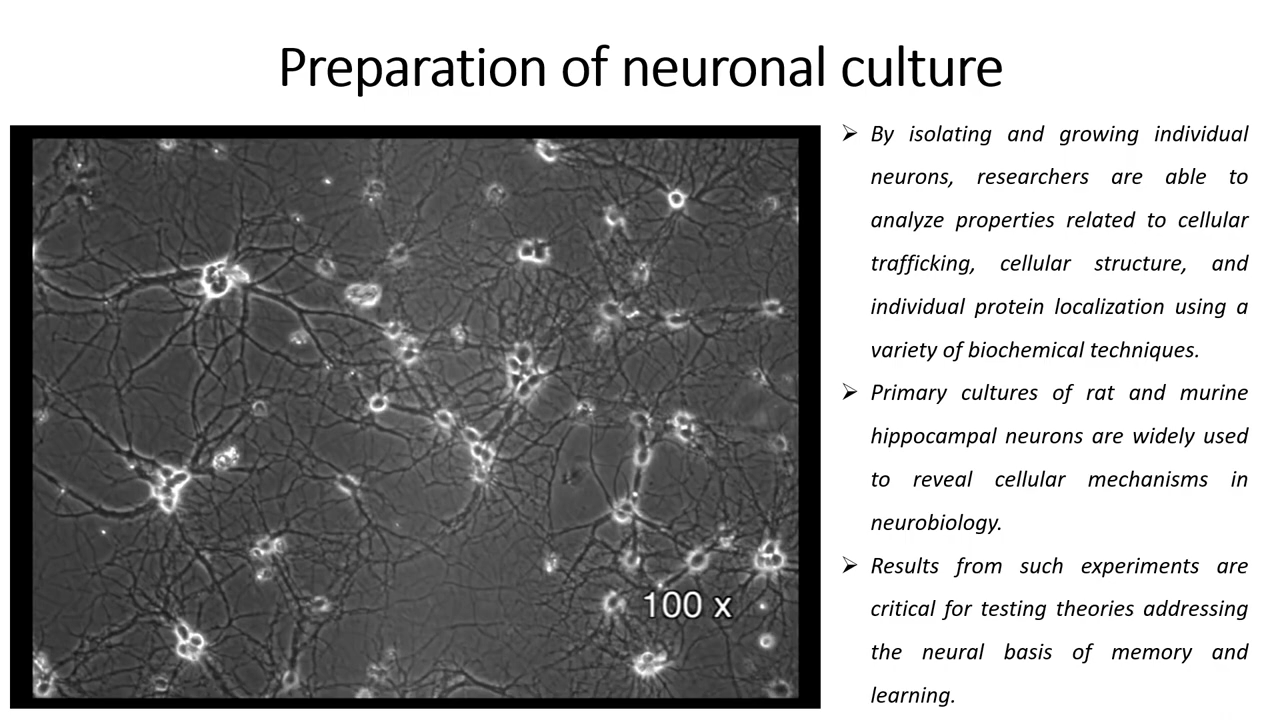 Preparation of neuronal culture
➢ By isolating and growing individual
neurons, researchers are able to
analyze properties related to cellular
trafficking, cellular structure, and
individual protein localization using a
variety of biochemical techniques.
➢ Primary cultures of rat and murine
hippocampal neurons are widely used
to reveal cellular mechanisms in
neurobiology.
➢ Results from such experiments are
critical for testing theories addressing
the neural basis of memory and
learning.
100 x